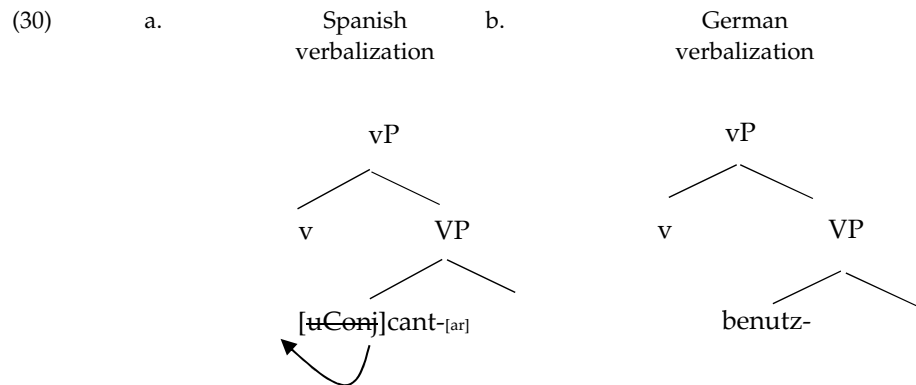 (30) a. Spanish b. German
verbalization verbalization
vP vP
v VP v VP
[uConj]cant-[ar] benutz-